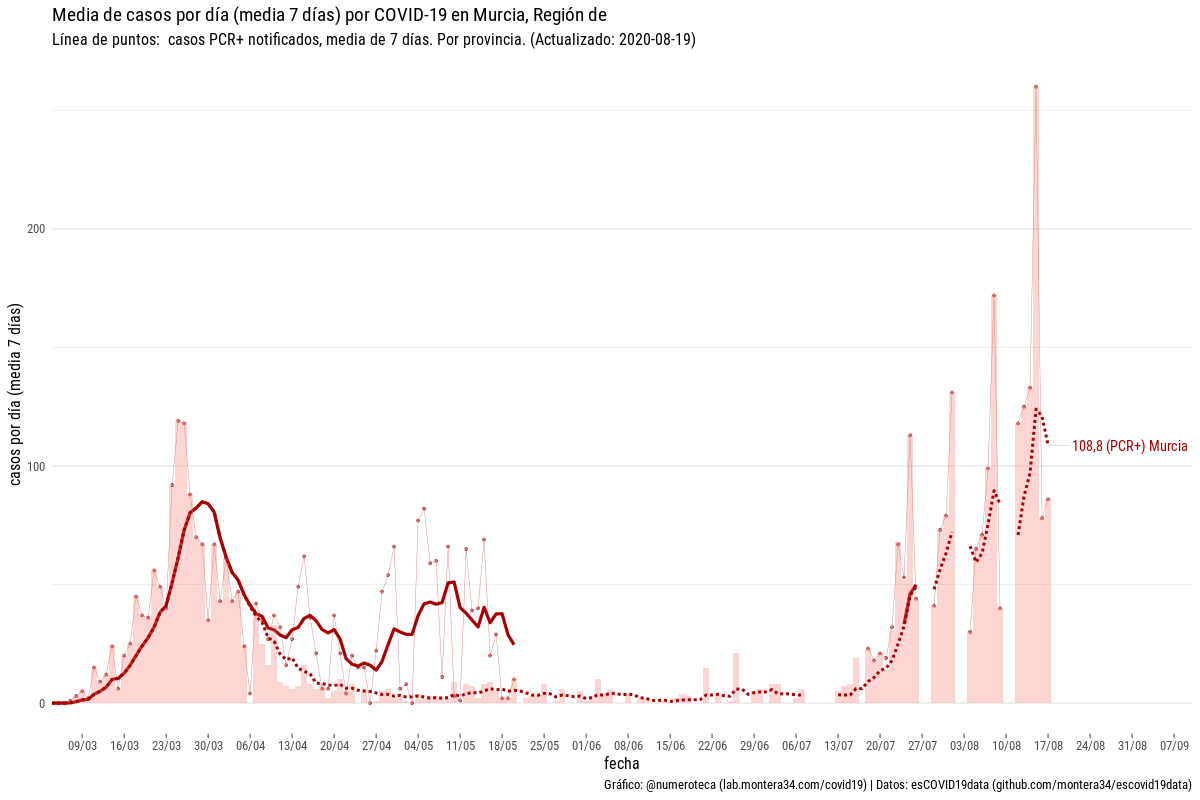 Media de casos por día (media 7 días) por COVID-19 en Murcia, Región de
Línea de puntos:  casos PCR+ notificados, media de 7 días. Por provincia. (Actualizado: 2020-08-19)
casos por día (media 7 días)
200
100
0
108,8 (PCR+) Murcia
09/03 16/03 23/03 30/03 06/04 13/04 20/04 27/04 04/05 11/05 18/05 25/05 01/06 08/06 15/06 22/06 29/06 06/07 13/07 20/07 27/07 03/08 10/08 17/08 24/08 31/08 07/09
fecha
Gráfico: @numeroteca (lab.montera34.com/covid19) | Datos: esCOVID19data (github.com/montera34/escovid19data)